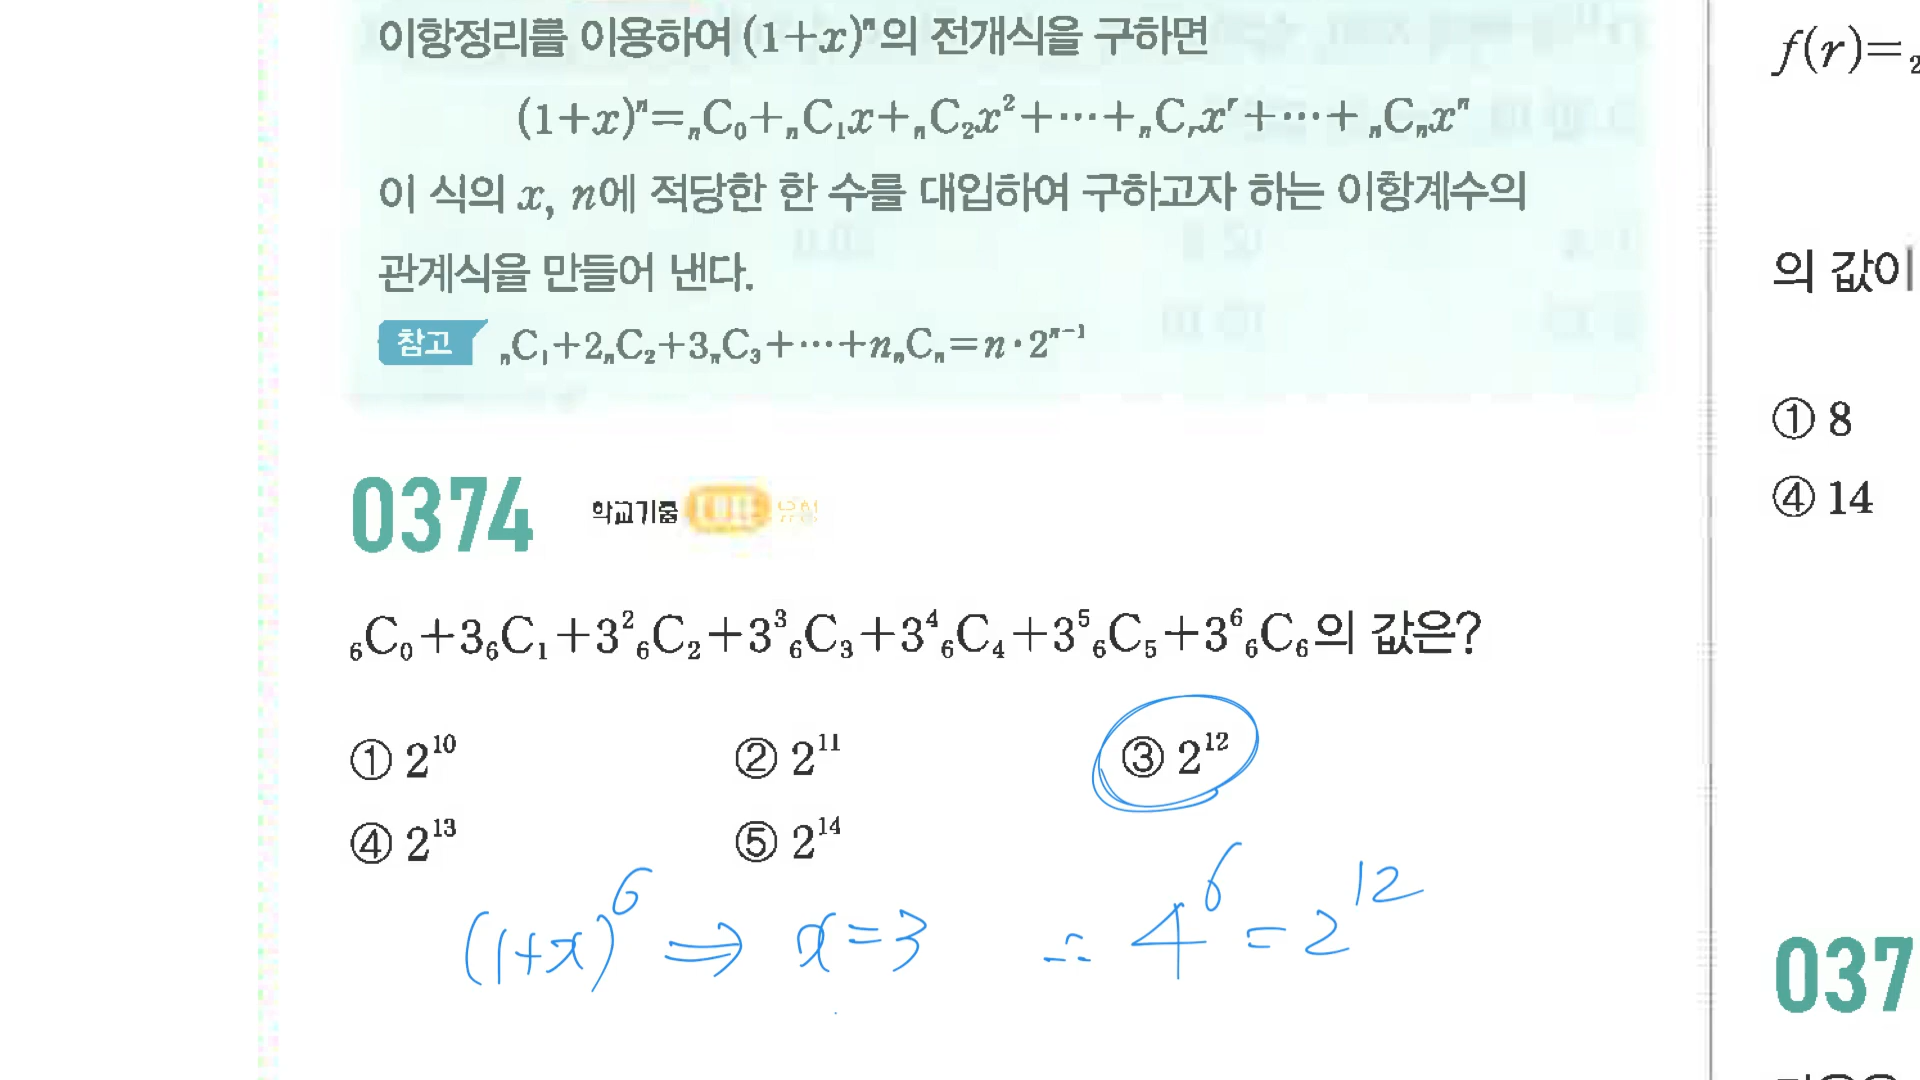 이항정리를 이용하여 (1+x)ⁿ의 전개식을 구하면
(1+x)ⁿ=ₙC₀+ₙC₁x+ₙC₂x²+⋯+ₙCᵣxʳ+⋯+ₙCₙxⁿ
이 식의 x, n에 적당한 한 수를 대입하여 구하고자 하는 이항계수의
관계식을 만들어 낸다.
참고 ₙC₁+2ₙC₂+3ₙC₃+⋯+nₙCₙ=n·2ⁿ⁻¹
0374 학교기출 유형
₆C₀+3₆C₁+3²₆C₂+3³₆C₃+3⁴₆C₄+3⁵₆C₅+3⁶₆C₆의 값은?
① 2¹⁰ ② 2¹¹ ③ 2¹²
④ 2¹³ ⑤ 2¹⁴
(1+x)⁶ ⇒ x=3 ∴ 4⁶=2¹²
f(r)=₂
의 값이
① 8
④ 14
037